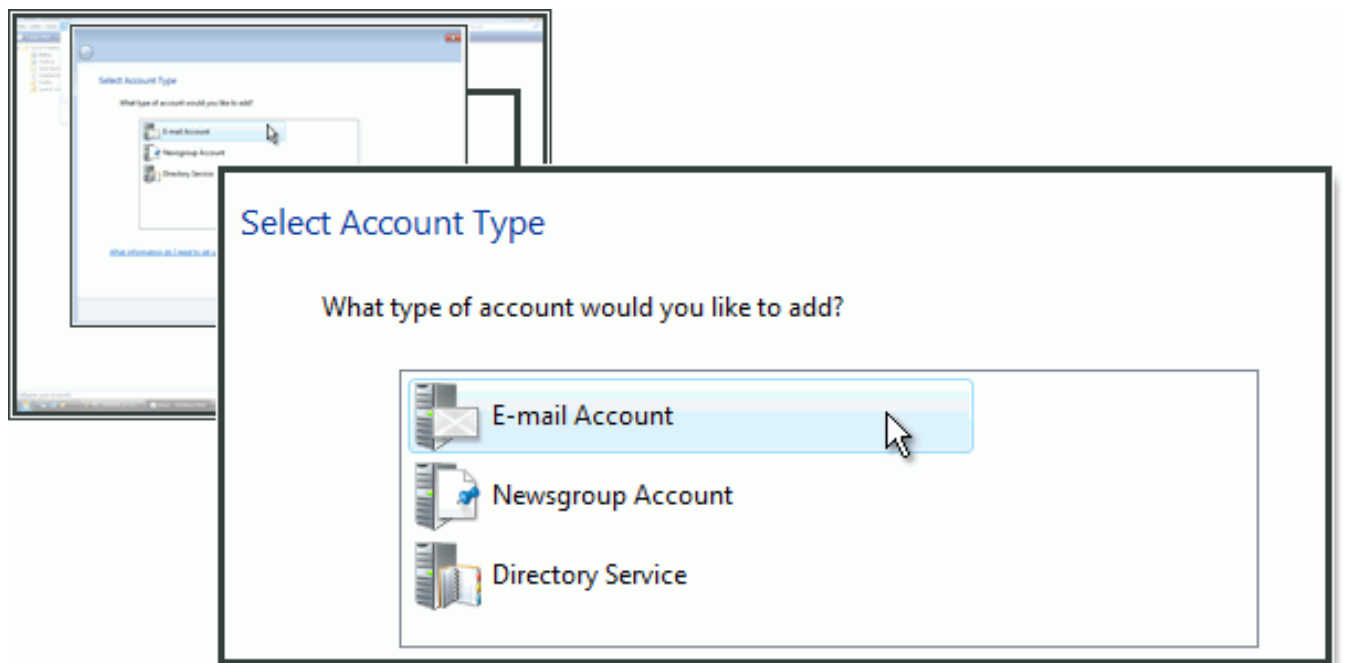 Select Account Type
What type of account would you like to add?
E-mail Account
Newsgroup Account
Directory Service
Select Account Type
What type of account would you like to add?
E-mail Account
Newsgroup Account
Directory Service